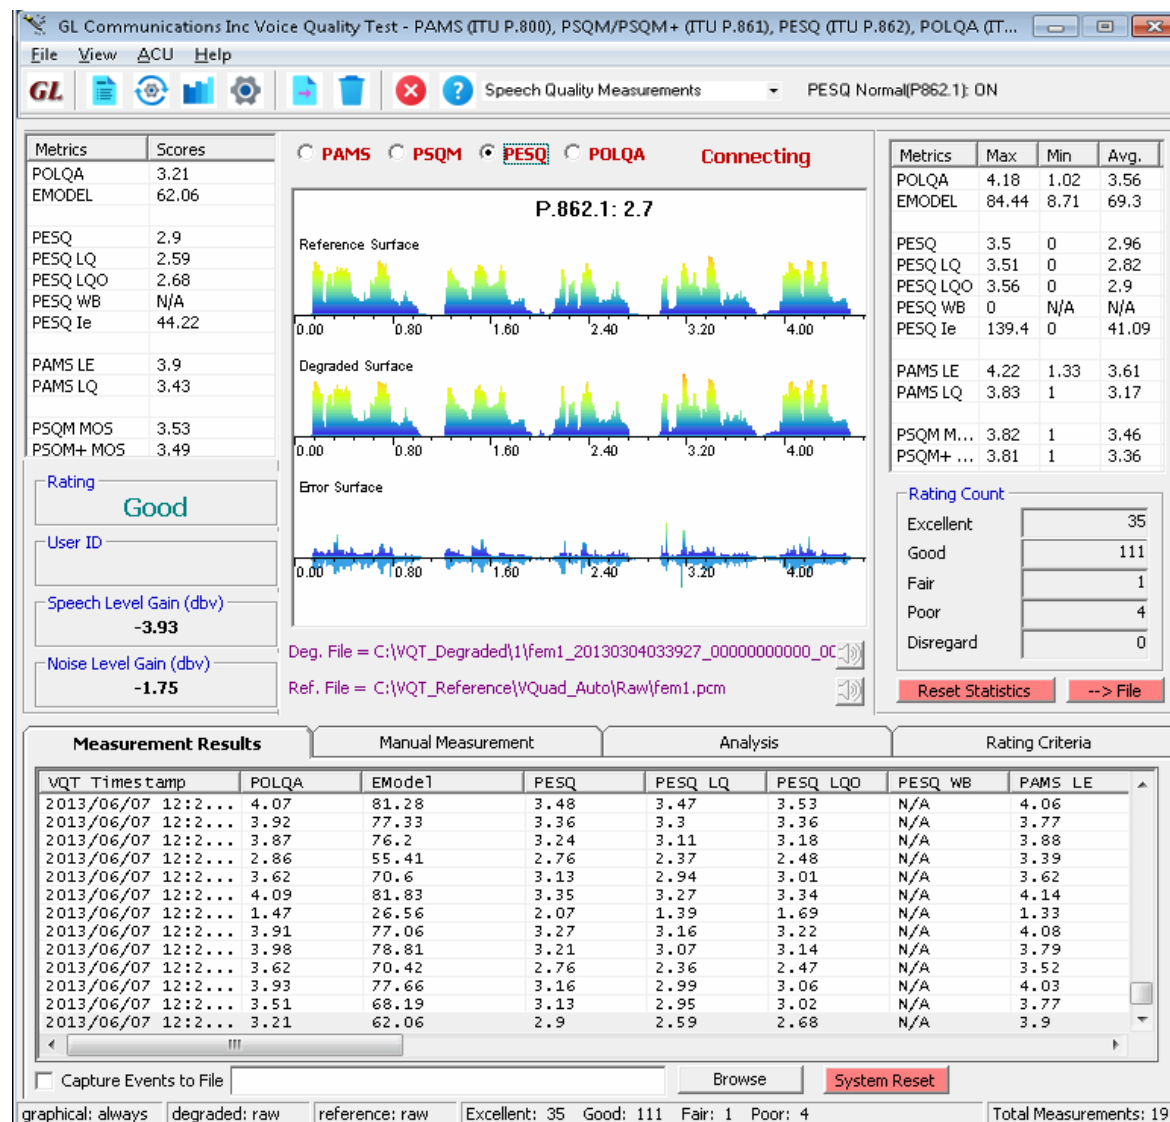 GL Communications Inc Voice Quality Test - PAMS (ITU P.800), PSQM/PSQM+ (ITU P.861), PESQ (ITU P.862), POLQA (IT...
File View ACU Help
GL Speech Quality Measurements PESQ Normal(P862.1): ON
Metrics Scores
POLQA 3.21
EMODEL 62.06
PESQ 2.9
PESQ LQ 2.59
PESQ LQO 2.68
PESQ WB N/A
PESQ Ie 44.22
PAMS LE 3.9
PAMS LQ 3.43
PSQM MOS 3.53
PSQM+ MOS 3.49
Rating
Good
User ID
Speech Level Gain (dbv)
-3.93
Noise Level Gain (dbv)
-1.75
PAMS PSQM PESQ POLQA Connecting
P.862.1: 2.7
Reference Surface
0.00 0.80 1.60 2.40 3.20 4.00
Degraded Surface
0.00 0.80 1.60 2.40 3.20 4.00
Error Surface
0.00 0.80 1.60 2.40 3.20 4.00
Deg. File = C:\VQT_Degraded\1\fem1_20130304033927_00000000000_0C
Ref. File = C:\VQT_Reference\VQuad_Auto\Raw\fem1.pcm
Metrics Max Min Avg.
POLQA 4.18 1.02 3.56
EMODEL 84.44 8.71 69.3
PESQ 3.5 0 2.96
PESQ LQ 3.51 0 2.82
PESQ LQO 3.56 0 2.9
PESQ WB 0 N/A N/A
PESQ Ie 139.4 0 41.09
PAMS LE 4.22 1.33 3.61
PAMS LQ 3.83 1 3.17
PSQM M... 3.82 1 3.46
PSQM+ ... 3.81 1 3.36
Rating Count
Excellent 35
Good 111
Fair 1
Poor 4
Disregard 0
Reset Statistics --> File
Measurement Results Manual Measurement Analysis Rating Criteria
VQT Timestamp POLQA EModel PESQ PESQ LQ PESQ LQO PESQ WB PAMS LE
2013/06/07 12:2... 4.07 81.28 3.48 3.47 3.53 N/A 4.06
2013/06/07 12:2... 3.92 77.33 3.36 3.3 3.36 N/A 3.77
2013/06/07 12:2... 3.87 76.2 3.24 3.11 3.18 N/A 3.88
2013/06/07 12:2... 2.86 55.41 2.76 2.37 2.48 N/A 3.39
2013/06/07 12:2... 3.62 70.6 3.13 2.94 3.01 N/A 3.62
2013/06/07 12:2... 4.09 81.83 3.35 3.27 3.34 N/A 4.14
2013/06/07 12:2... 1.47 26.56 2.07 1.39 1.69 N/A 1.33
2013/06/07 12:2... 3.91 77.06 3.27 3.16 3.22 N/A 4.08
2013/06/07 12:2... 3.98 78.81 3.21 3.07 3.14 N/A 3.79
2013/06/07 12:2... 3.62 70.42 2.76 2.36 2.47 N/A 3.52
2013/06/07 12:2... 3.93 77.66 3.16 2.99 3.06 N/A 4.03
2013/06/07 12:2... 3.51 68.19 3.13 2.95 3.02 N/A 3.77
2013/06/07 12:2... 3.21 62.06 2.9 2.59 2.68 N/A 3.9
Capture Events to File Browse System Reset
graphical: always degraded: raw reference: raw Excellent: 35 Good: 111 Fair: 1 Poor: 4 Total Measurements: 19